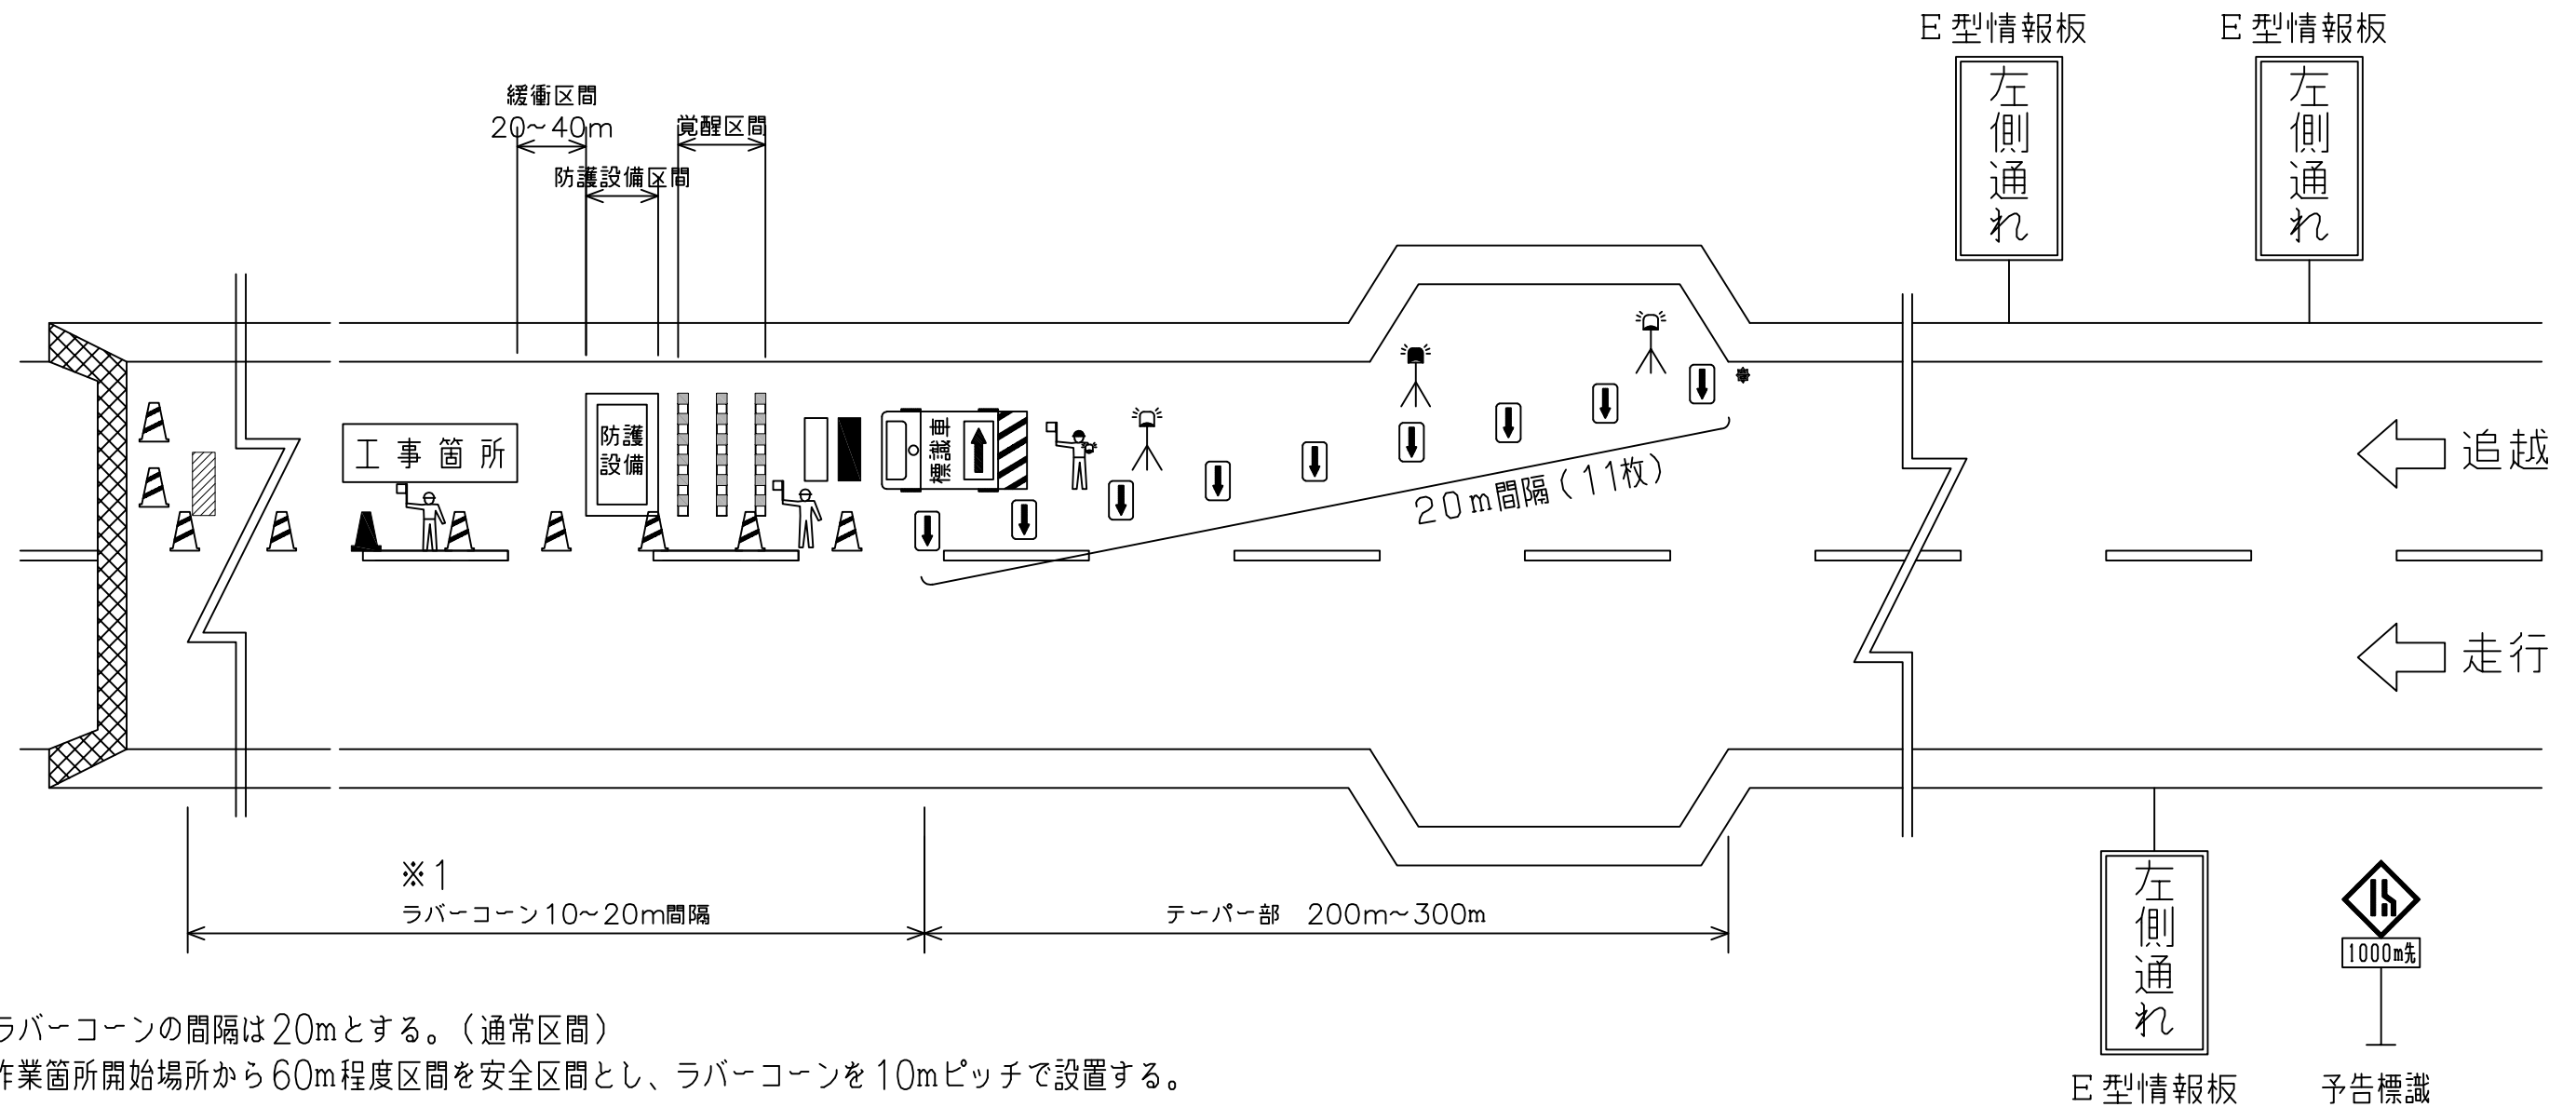 E型情報板
E型情報板
左側通れ
左側通れ
緩衝区間
20～40m
覚醒区間
防護設備区間
工事箇所
防護
設備
標識車
20m間隔(11枚)
追越
走行
※1
ラバーコーン10～20m間隔
テーパー部 200m～300m
左側通れ
1000m先
E型情報板
予告標識
ラバーコーンの間隔は20mとする。(通常区間)
作業箇所開始場所から60m程度区間を安全区間とし、ラバーコーンを10mピッチで設置する。